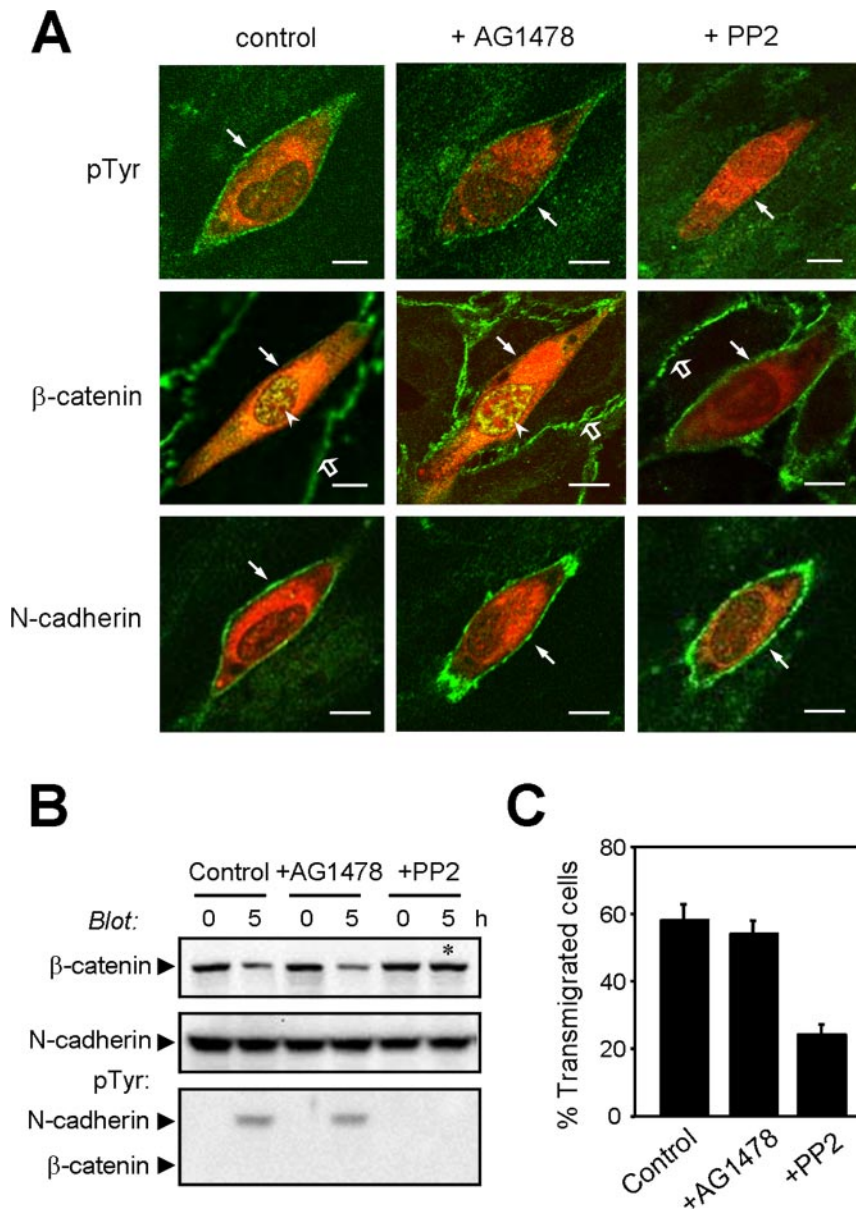 A
control
+ AG1478
+ PP2
pTyr
β-catenin
N-cadherin
B
Control +AG1478 +PP2
Blot: 0 5 0 5 0 5 h
*
β-catenin
N-cadherin
pTyr:
N-cadherin
β-catenin
C
% Transmigrated cells
80
60
40
20
0
Control
+AG1478
+PP2